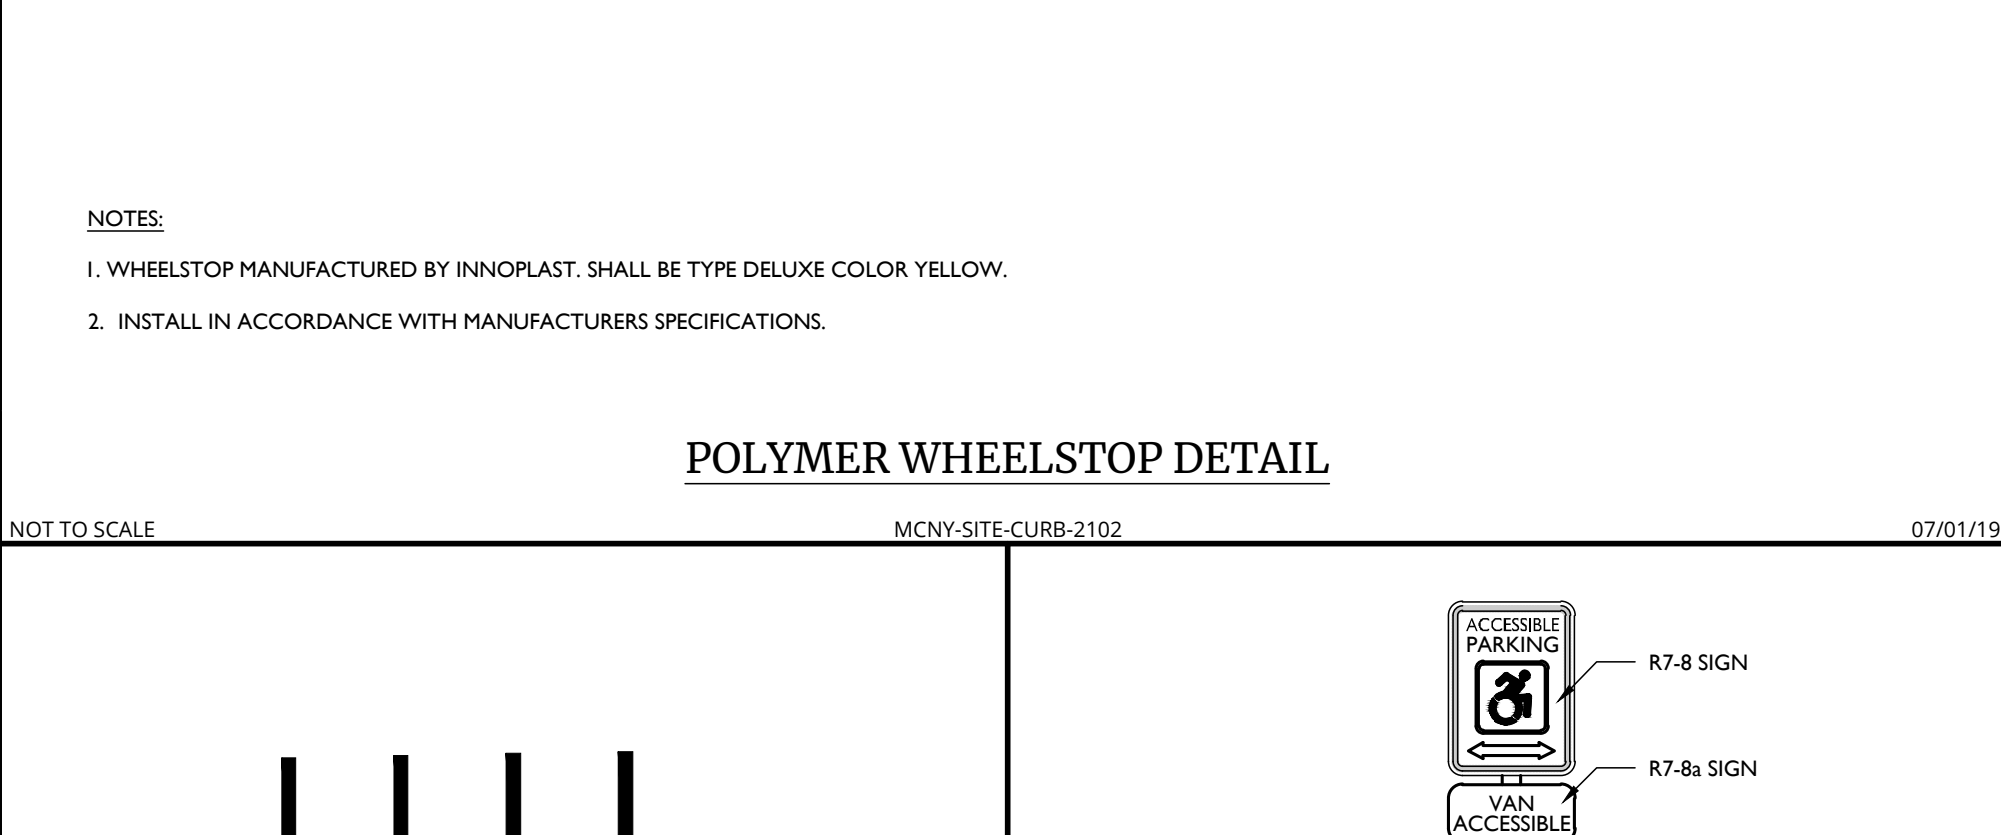 NOTES:
1. WHEELSTOP MANUFACTURED BY INNOPLAST. SHALL BE TYPE DELUXE COLOR YELLOW.
2. INSTALL IN ACCORDANCE WITH MANUFACTURERS SPECIFICATIONS.
POLYMER WHEELSTOP DETAIL
NOT TO SCALE MCNY-SITE-CURB-2102 07/01/19
ACCESSIBLE
PARKING
R7-8 SIGN
R7-8a SIGN
VAN
ACCESSIBLE